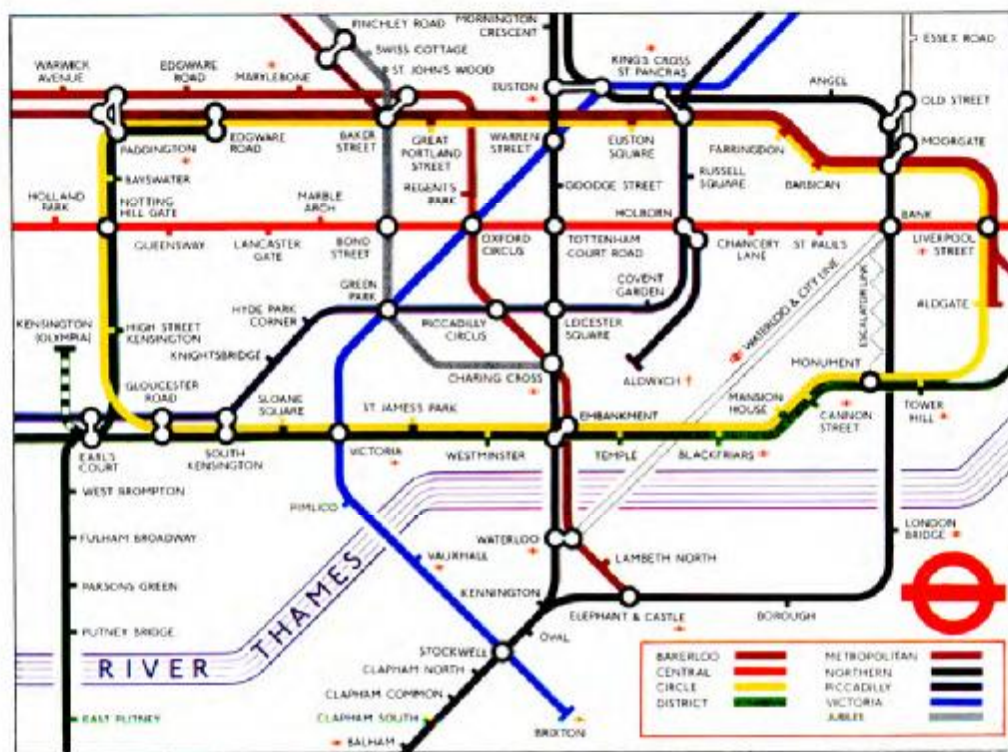 FINCHLEY ROAD
SWISS COTTAGE
ST JOHN'S WOOD
MORNINGTON
CRESCENT
KING'S CROSS
ST PANCRAS
ESSEX ROAD
WARWICK
AVENUE
EDGWARE
ROAD
MARYLEBONE
EUSTON
ANGEL
OLD STREET
MOORGATE
PADDINGTON
EDGWARE
ROAD
BAKER
STREET
GREAT
PORTLAND
STREET
WARREN
STREET
EUSTON
SQUARE
FARRINGDON
BARBICAN
BAYSWATER
REGENT'S
PARK
GOODGE STREET
RUSSELL
SQUARE
HOLLAND
PARK
NOTTING
HILL GATE
MARBLE
ARCH
HOLBORN
BANK
QUEENSWAY
LANCASTER
GATE
BOND
STREET
OXFORD
CIRCUS
TOTTENHAM
COURT ROAD
CHANCERY
LANE
ST PAUL'S
LIVERPOOL
STREET
GREEN
PARK
COVENT
GARDEN
WATERLOO & CITY LINE
ESCALATOR LINK
ALDGATE
HYDE PARK
CORNER
PICCADILLY
CIRCUS
LEICESTER
SQUARE
KENSINGTON
(OLYMPIA)
HIGH STREET
KENSINGTON
KNIGHTSBRIDGE
CHARING CROSS
ALDWYCH
MONUMENT
GLOUCESTER
ROAD
SLOANE
SQUARE
ST JAMES'S PARK
EMBANKMENT
MANSION
HOUSE
CANNON
STREET
TOWER
HILL
EARL'S
COURT
SOUTH
KENSINGTON
VICTORIA
WESTMINSTER
TEMPLE
BLACKFRIARS
WEST BROMPTON
PIMLICO
FULHAM BROADWAY
VAUXHALL
WATERLOO
LAMBETH NORTH
LONDON
BRIDGE
PARSONS GREEN
KENNINGTON
ELEPHANT & CASTLE
BOROUGH
PUTNEY BRIDGE
OVAL
STOCKWELL
RIVER THAMES
CLAPHAM NORTH
CLAPHAM COMMON
CLAPHAM SOUTH
EAST PUTNEY
BALHAM
BRIXTON
BAKERLOO
CENTRAL
CIRCLE
DISTRICT
METROPOLITAN
NORTHERN
PICCADILLY
VICTORIA
JUBILEE